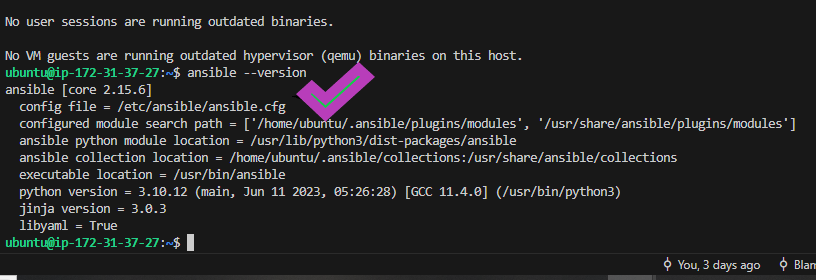 No user sessions are running outdated binaries.
No VM guests are running outdated hypervisor (qemu) binaries on this host.
ubuntu@ip-172-31-37-27:~$ ansible --version
ansible [core 2.15.6]
  config file = /etc/ansible/ansible.cfg
  configured module search path = ['/home/ubuntu/.ansible/plugins/modules', '/usr/share/ansible/plugins/modules']
  ansible python module location = /usr/lib/python3/dist-packages/ansible
  ansible collection location = /home/ubuntu/.ansible/collections:/usr/share/ansible/collections
  executable location = /usr/bin/ansible
  python version = 3.10.12 (main, Jun 11 2023, 05:26:28) [GCC 11.4.0] (/usr/bin/python3)
  jinja version = 3.0.3
  libyaml = True
ubuntu@ip-172-31-37-27:~$
You, 3 days ago
Blam